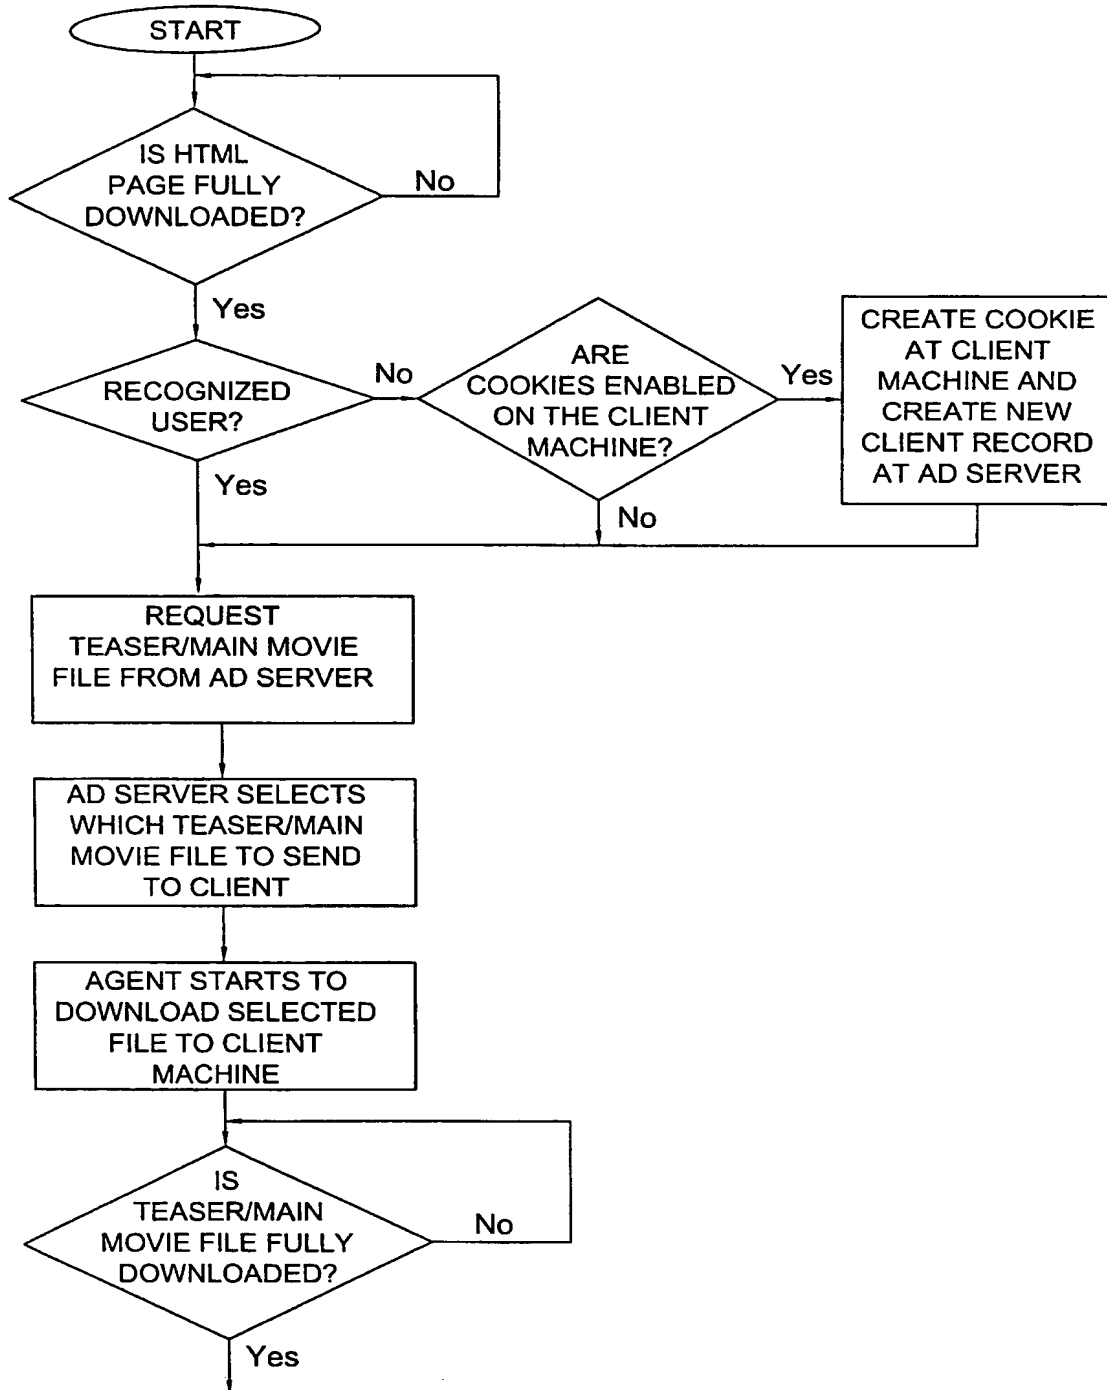 START
IS HTML
PAGE FULLY
DOWNLOADED?
No
Yes
RECOGNIZED
USER?
No
ARE
COOKIES ENABLED
ON THE CLIENT
MACHINE?
Yes
CREATE COOKIE
AT CLIENT
MACHINE AND
CREATE NEW
CLIENT RECORD
AT AD SERVER
Yes
No
REQUEST
TEASER/MAIN MOVIE
FILE FROM AD SERVER
AD SERVER SELECTS
WHICH TEASER/MAIN
MOVIE FILE TO SEND
TO CLIENT
AGENT STARTS TO
DOWNLOAD SELECTED
FILE TO CLIENT
MACHINE
IS
TEASER/MAIN
MOVIE FILE FULLY
DOWNLOADED?
No
Yes